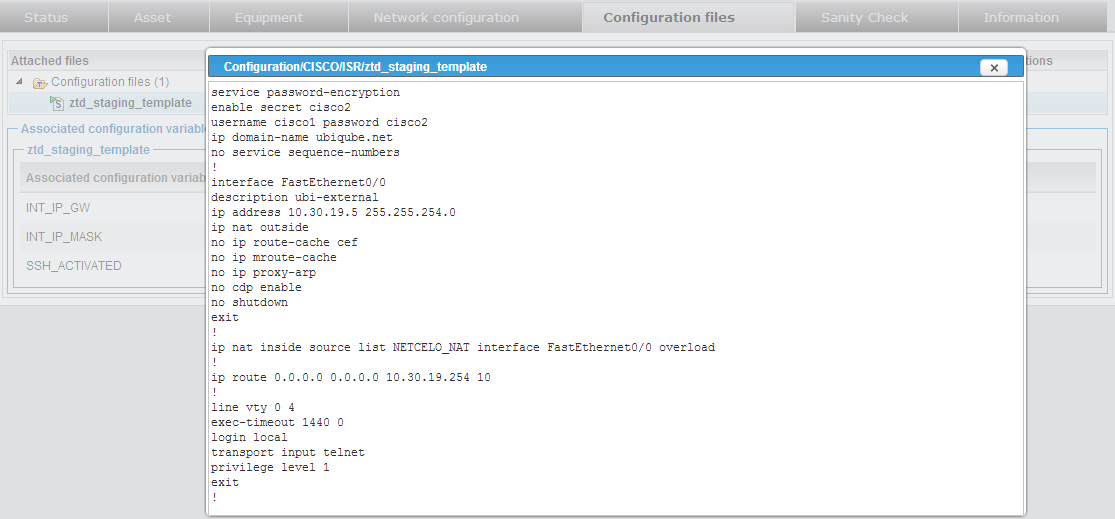 Status Asset Equipment Network configuration Configuration files Sanity Check Information
Attached files
Configuration files (1)
ztd_staging_template
Associated configuration variabl
ztd_staging_template
Associated configuration variab
INT_IP_GW
INT_IP_MASK
SSH_ACTIVATED
tions
Configuration/CISCO/ISR/ztd_staging_template
service password-encryption
enable secret cisco2
username cisco1 password cisco2
ip domain-name ubiqube.net
no service sequence-numbers
!
interface FastEthernet0/0
description ubi-external
ip address 10.30.19.5 255.255.254.0
ip nat outside
no ip route-cache cef
no ip mroute-cache
no ip proxy-arp
no cdp enable
no shutdown
exit
!
ip nat inside source list NETCELO_NAT interface FastEthernet0/0 overload
!
ip route 0.0.0.0 0.0.0.0 10.30.19.254 10
!
line vty 0 4
exec-timeout 1440 0
login local
transport input telnet
privilege level 1
exit
!